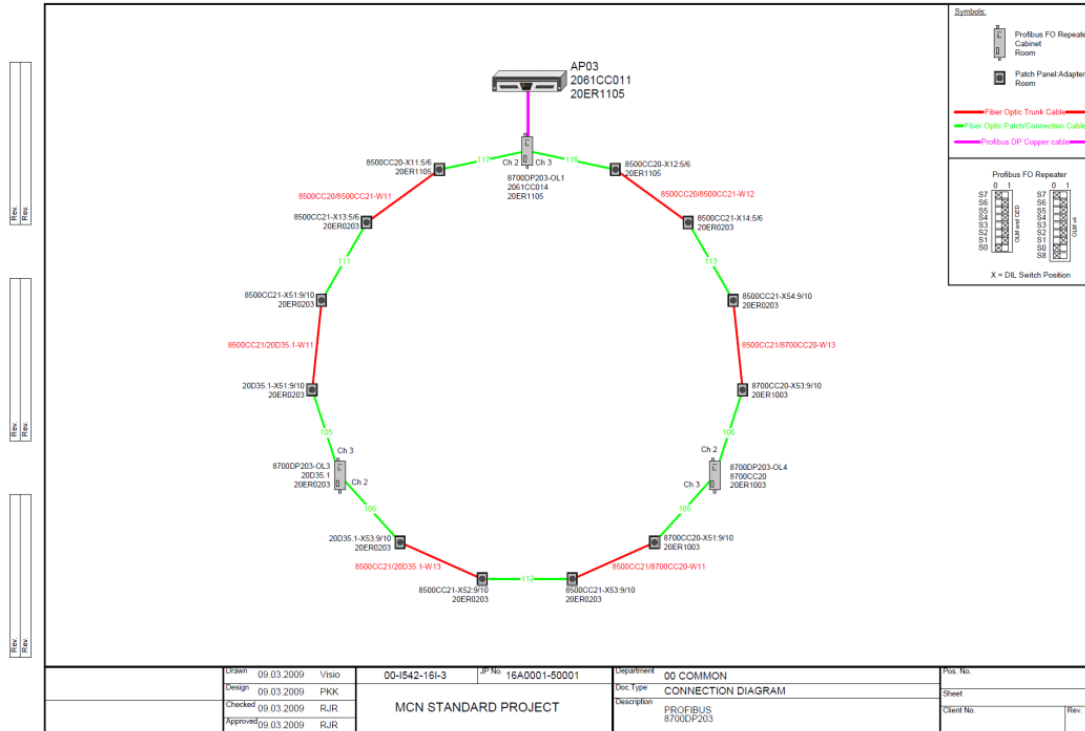 Symbols:
Profibus FO Repeate
Cabinet
Room
Patch Panel:Adapter
Room
Fiber Optic Trunk Cable
Fiber Optic Patch/Connection Cable
Profibus DP Copper cable
Profibus FO Repeater
0 1
0 1
S7
S6
S5
S4
S3
S2
S1
S0
OLM and OZD
S7
S6
S5
S4
S3
S2
S1
S0
S8
OLM v4
X = DIL Switch Position
AP03
2061CC011
20ER1105
117
Ch 2
Ch 3
118
8700DP203-OL1
2061CC014
20ER1105
8500CC20-X11:5/6
20ER1105
8500CC20-X12:5/6
20ER1105
8500CC20/8500CC21-W11
8500CC20/8500CC21-W12
8500CC21-X13:5/6
20ER0203
8500CC21-X14:5/6
20ER0203
111
113
8500CC21-X51:9/10
20ER0203
8500CC21-X54:9/10
20ER0203
8500CC21/20D35.1-W11
8500CC21/8700CC20-W13
20D35.1-X51:9/10
20ER0203
8700CC20-X53:9/10
20ER1003
105
106
Ch 3
Ch 2
8700DP203-OL3
20D35.1
20ER0203
Ch 2
Ch 3
8700DP203-OL4
8700CC20
20ER1003
106
105
20D35.1-X53:9/10
20ER0203
8700CC20-X51:9/10
20ER1003
8500CC21/20D35.1-W13
8500CC21/8700CC20-W11
112
8500CC21-X52:9/10
20ER0203
8500CC21-X53:9/10
20ER0203
Rev.
Rev.
Rev.
Rev.
Rev.
Rev.
Drawn 09.03.2009 Visio
Design 09.03.2009 PKK
Checked 09.03.2009 RJR
Approved 09.03.2009 RJR
00-I542-16I-3
JP No. 16A0001-50001
MCN STANDARD PROJECT
Department 00 COMMON
Doc.Type CONNECTION DIAGRAM
Description PROFIBUS
8700DP203
Pos. No.
Sheet
Client No.
Rev.